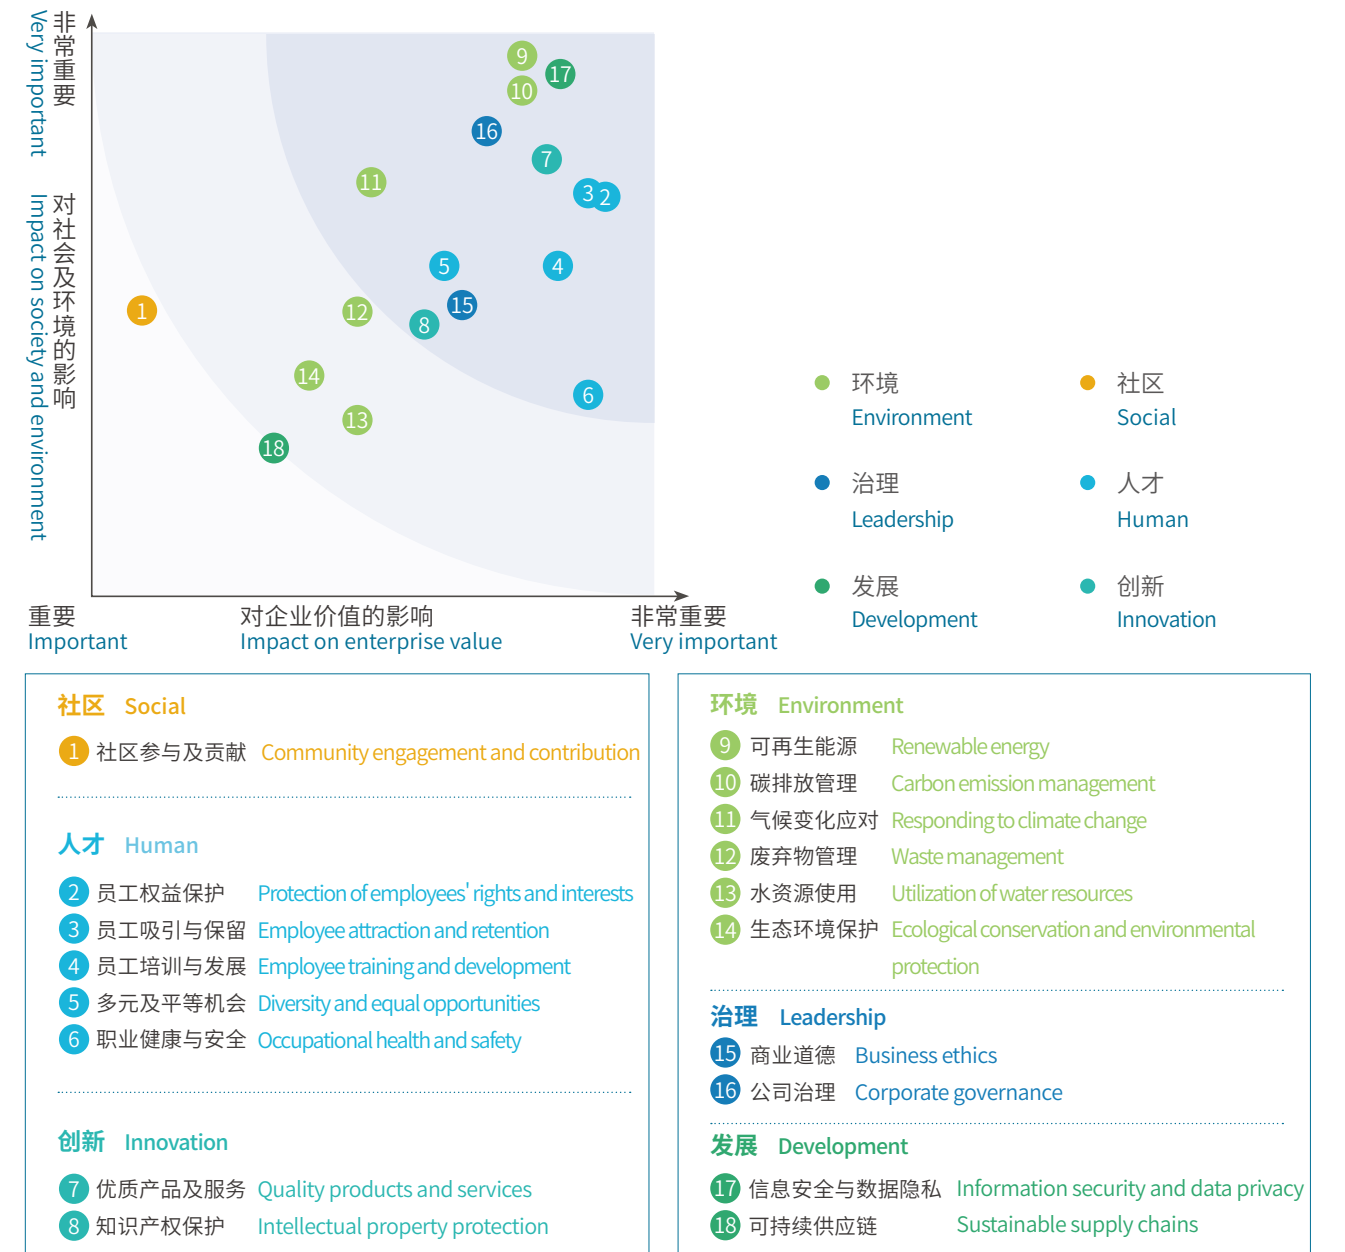 非常重要
Very important
对社会及环境的影响
Impact on society and environment
9
17
10
16
7
11
3
2
5
4
1
12
15
8
14
6
13
18
重要
Important
对企业价值的影响
Impact on enterprise value
非常重要
Very important
环境
Environment
社区
Social
治理
Leadership
人才
Human
发展
Development
创新
Innovation
社区 Social
1 社区参与及贡献 Community engagement and contribution
人才 Human
2 员工权益保护 Protection of employees' rights and interests
3 员工吸引与保留 Employee attraction and retention
4 员工培训与发展 Employee training and development
5 多元及平等机会 Diversity and equal opportunities
6 职业健康与安全 Occupational health and safety
创新 Innovation
7 优质产品及服务 Quality products and services
8 知识产权保护 Intellectual property protection
环境 Environment
9 可再生能源 Renewable energy
10 碳排放管理 Carbon emission management
11 气候变化应对 Responding to climate change
12 废弃物管理 Waste management
13 水资源使用 Utilization of water resources
14 生态环境保护 Ecological conservation and environmental
protection
治理 Leadership
15 商业道德 Business ethics
16 公司治理 Corporate governance
发展 Development
17 信息安全与数据隐私 Information security and data privacy
18 可持续供应链 Sustainable supply chains